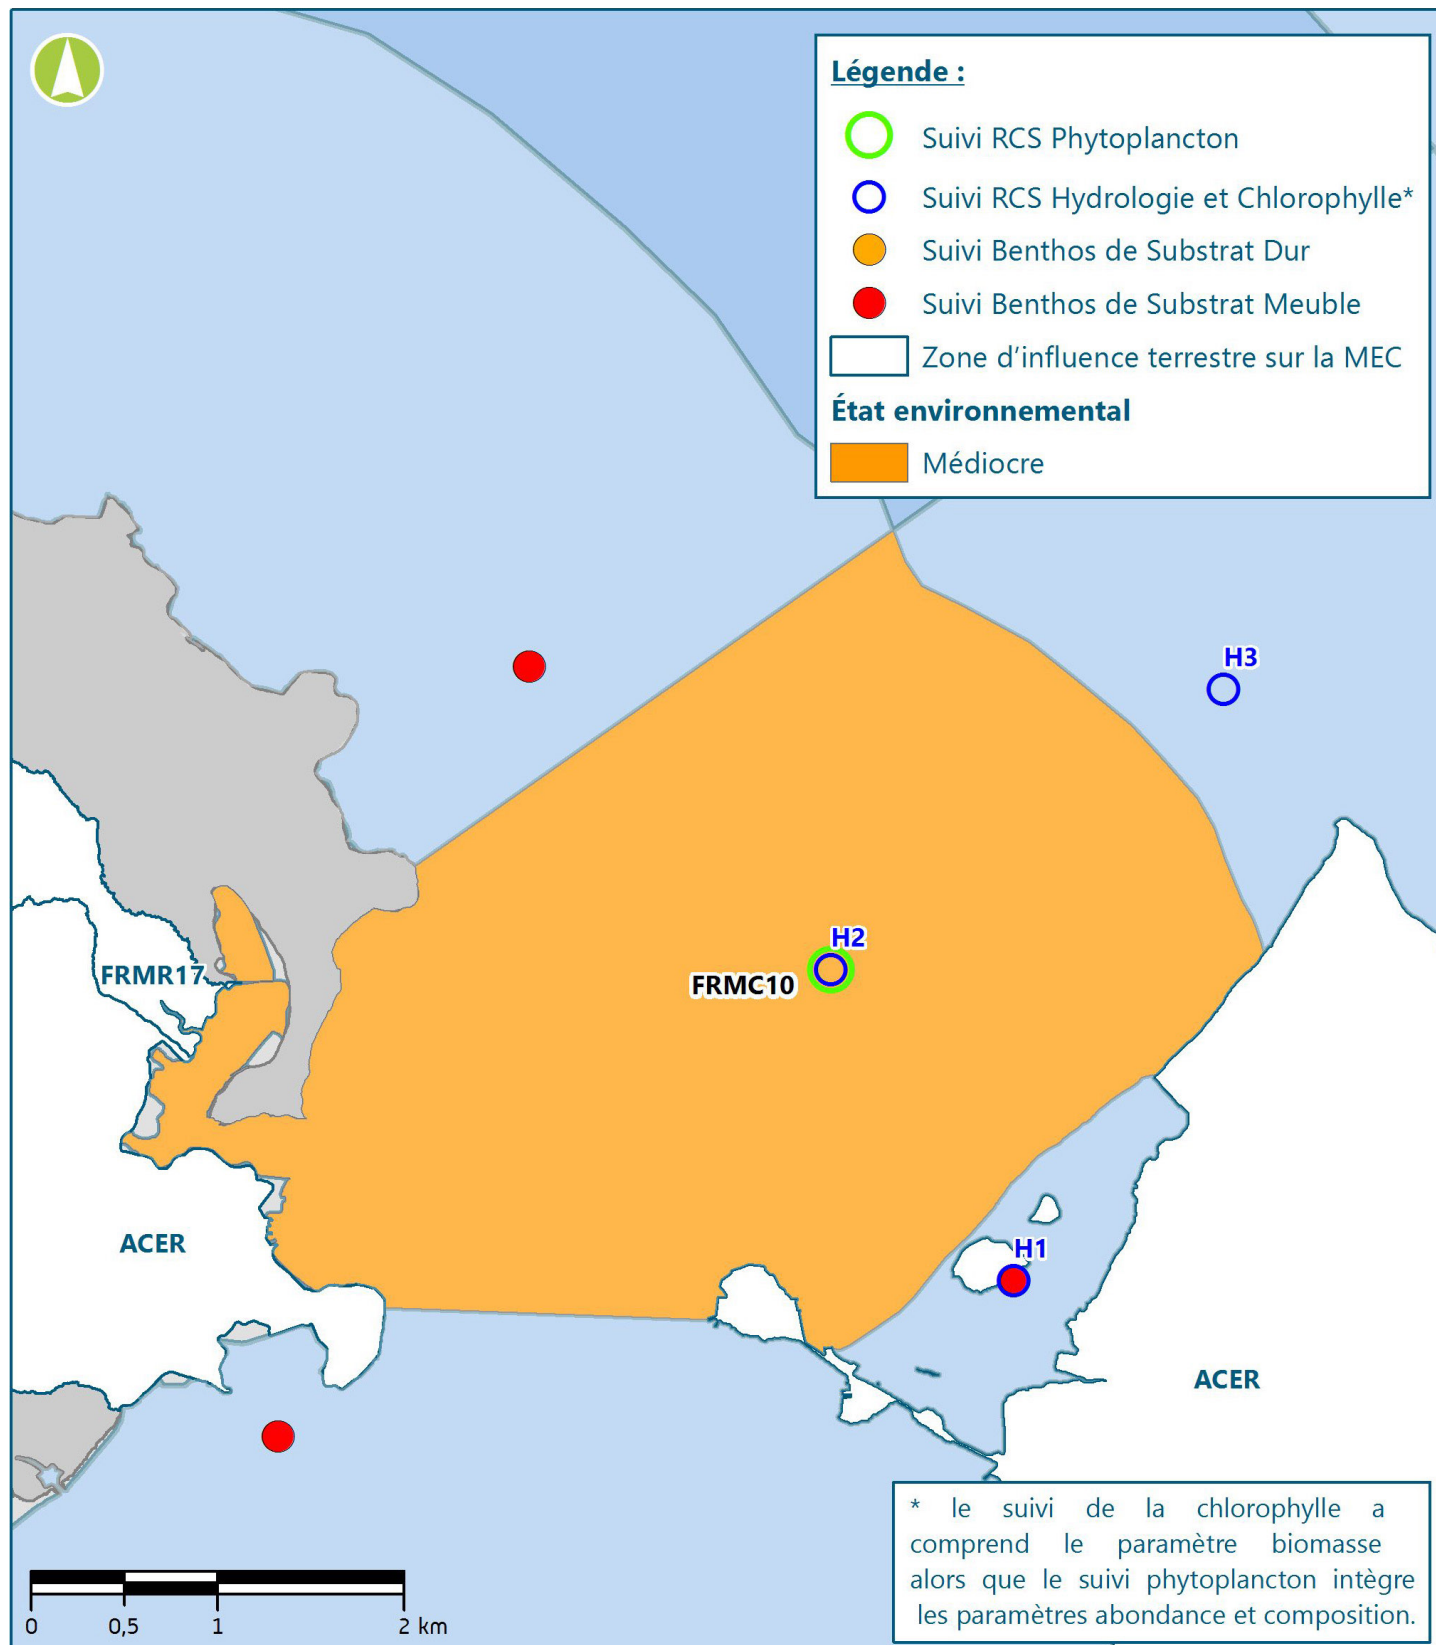 Légende :
Suivi RCS Phytoplancton
Suivi RCS Hydrologie et Chlorophylle*
Suivi Benthos de Substrat Dur
Suivi Benthos de Substrat Meuble
Zone d’influence terrestre sur la MEC
État environnemental
Médiocre
H3
H2
FRMC10
FRMR17
ACER
H1
ACER
* le suivi de la chlorophylle a
comprend le paramètre biomasse
alors que le suivi phytoplancton intègre
les paramètres abondance et composition.
0 0,5 1 2 km